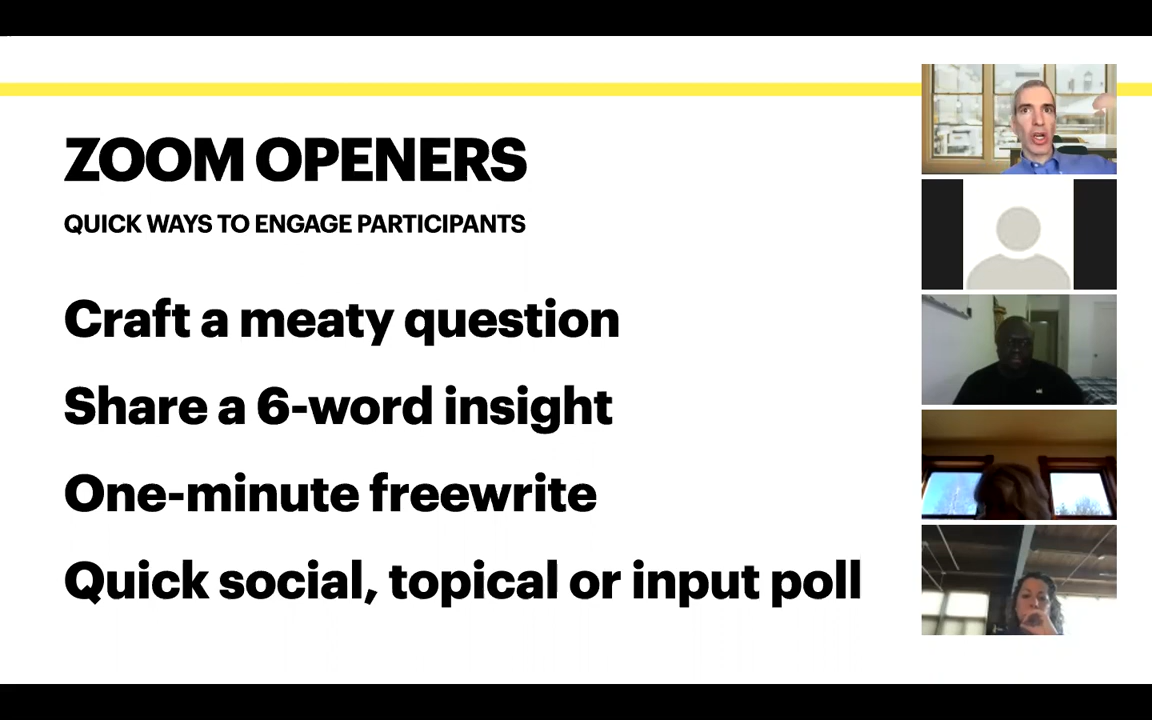 ZOOM OPENERS
QUICK WAYS TO ENGAGE PARTICIPANTS
Craft a meaty question
Share a 6-word insight
One-minute freewrite
Quick social, topical or input poll